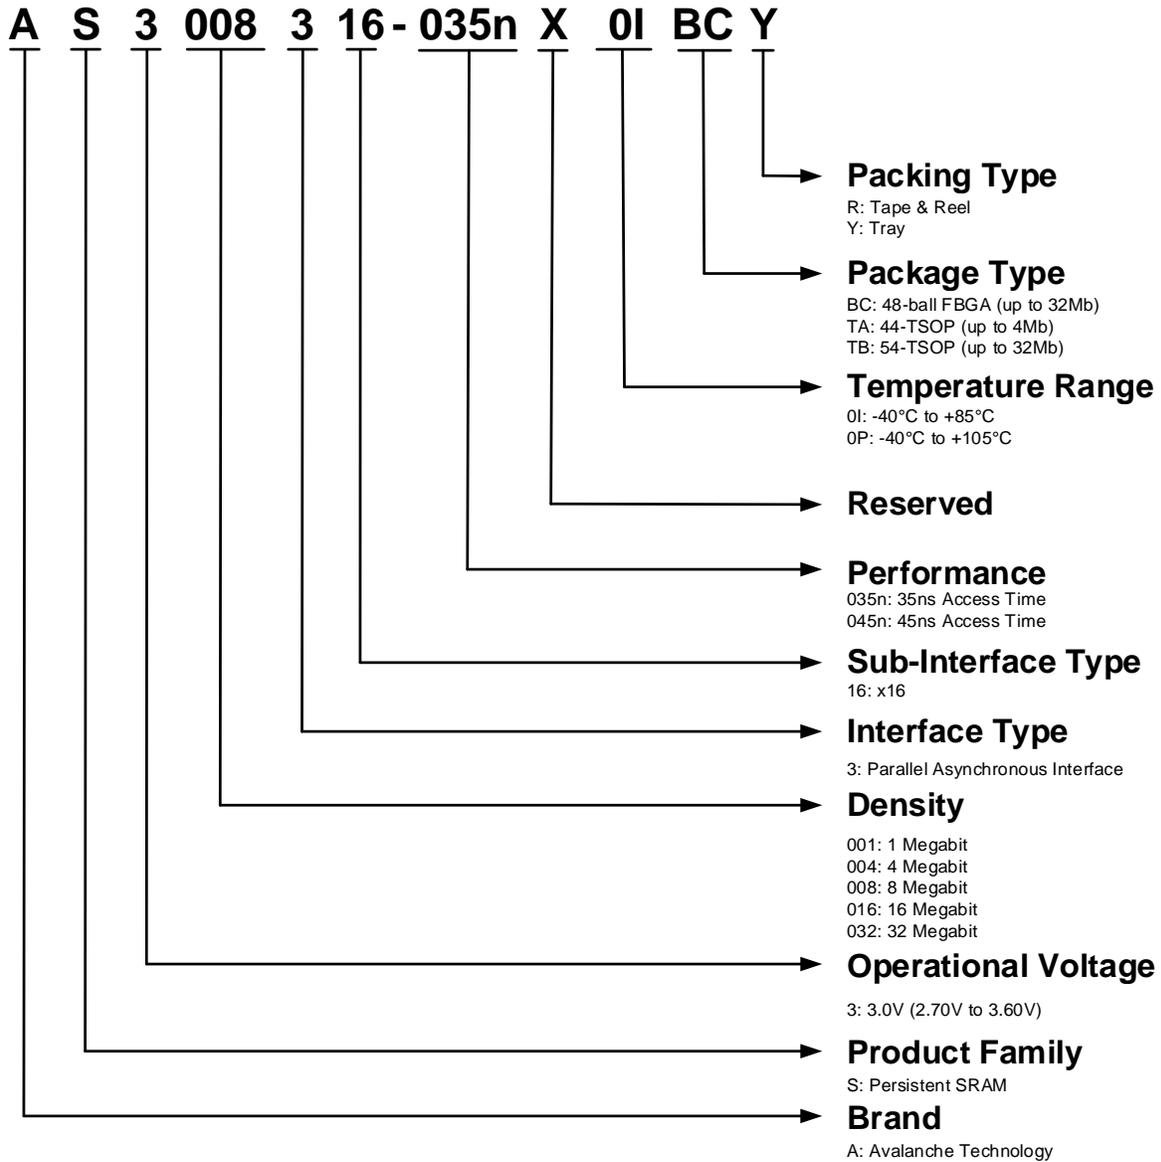 A S 3 008 3 16 - 035n X 0I BC Y
Packing Type
R: Tape & Reel
Y: Tray
Package Type
BC: 48-ball FBGA (up to 32Mb)
TA: 44-TSOP (up to 4Mb)
TB: 54-TSOP (up to 32Mb)
Temperature Range
0I: -40°C to +85°C
0P: -40°C to +105°C
Reserved
Performance
035n: 35ns Access Time
045n: 45ns Access Time
Sub-Interface Type
16: x16
Interface Type
3: Parallel Asynchronous Interface
Density
001: 1 Megabit
004: 4 Megabit
008: 8 Megabit
016: 16 Megabit
032: 32 Megabit
Operational Voltage
3: 3.0V (2.70V to 3.60V)
Product Family
S: Persistent SRAM
Brand
A: Avalanche Technology